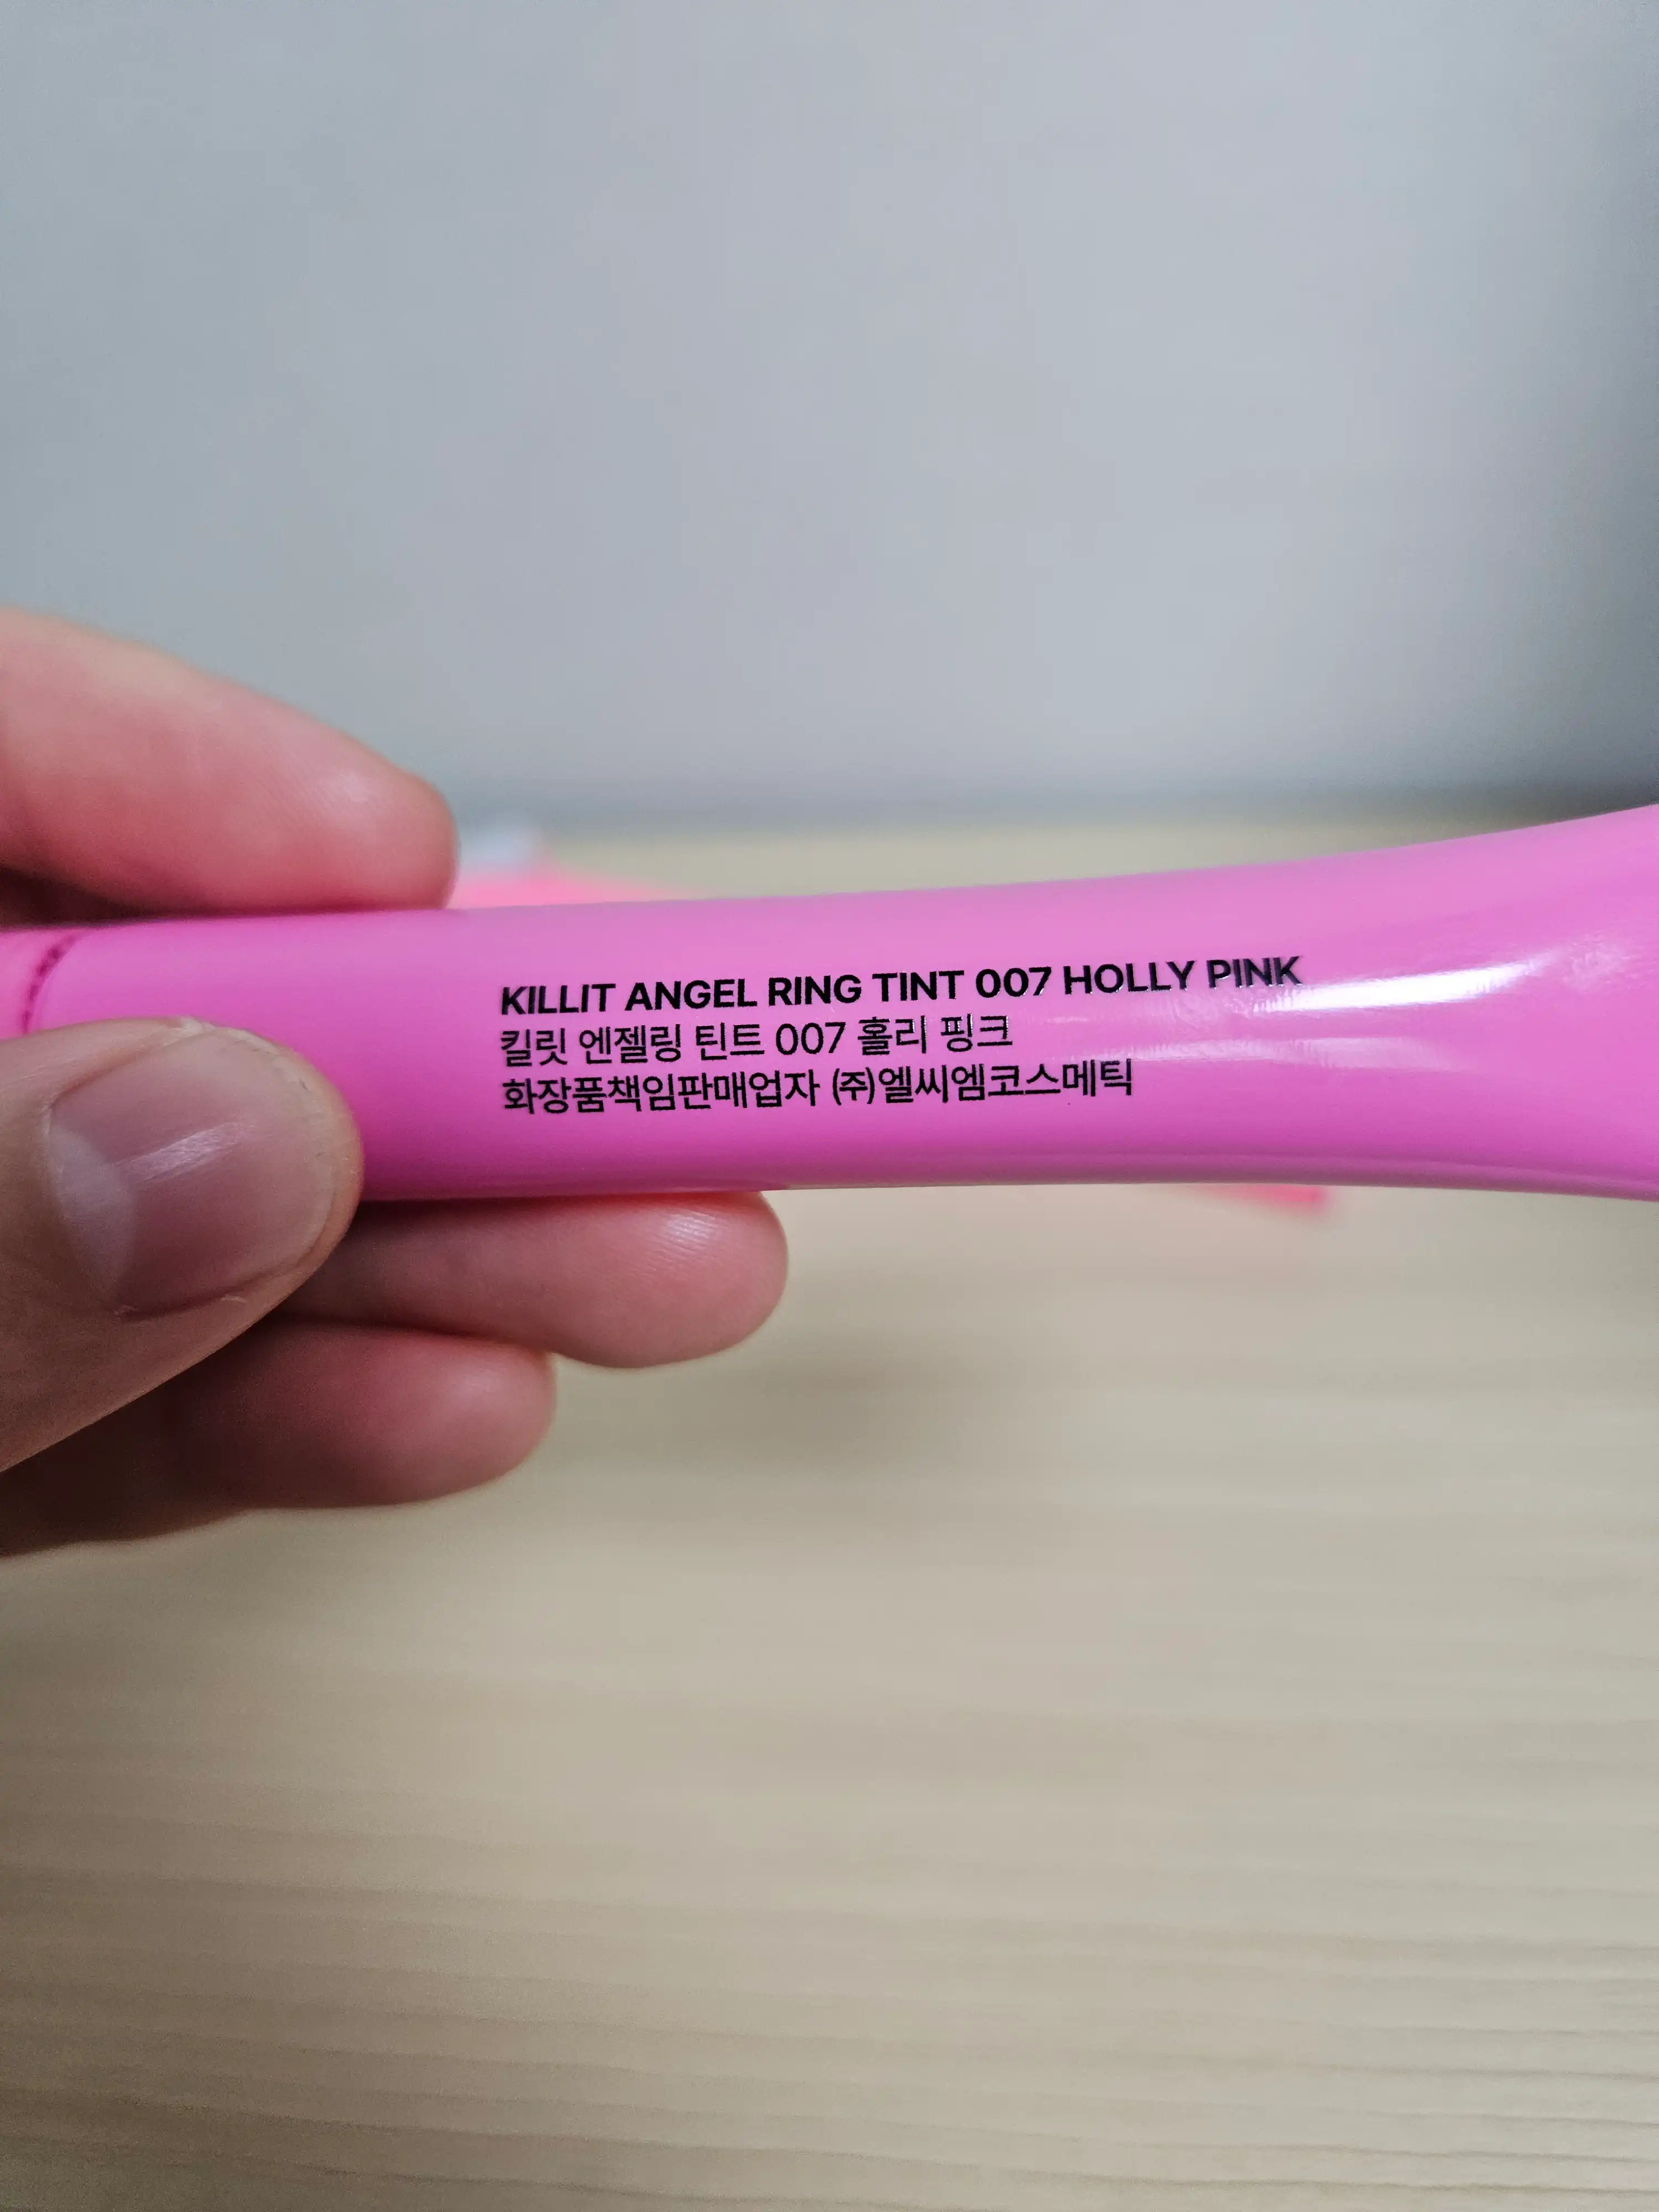 KILLIT ANGEL RING TINT 007 HOLLY PINK
킬릿 엔젤링 틴트 007 홀리 핑크
화장품책임판매업자 ㈜엘씨엠코스메틱